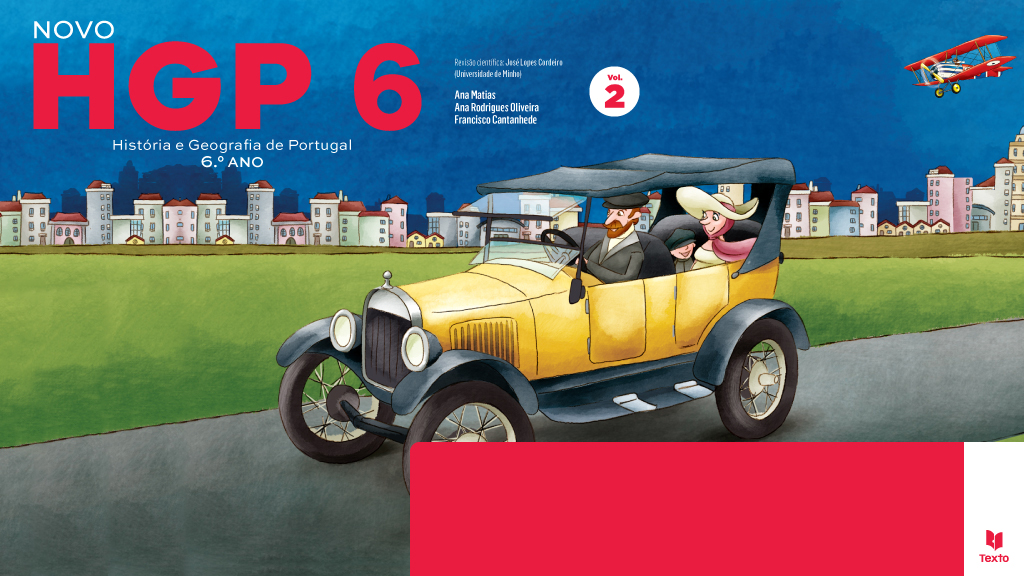 NOVO
HGP 6
História e Geografia de Portugal
6.º ANO
Revisão científica: José Lopes Cordeiro
(Universidade de Minho)
Ana Matias
Ana Rodrigues Oliveira
Francisco Cantanhede
Vol.
2
Texto